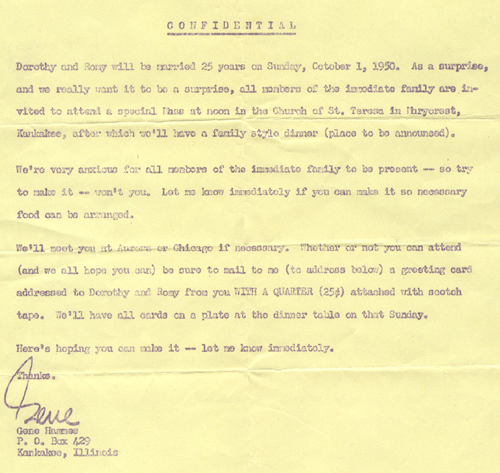 CONFIDENTIAL
Dorothy and Romy will be married 25 years on Sunday, October 1, 1950. As a surprise,
and we really want it to be a surprise, all members of the immediate family are in-
vited to attend a special Mass at noon in the Church of St. Teresa in Marycrest,
Kankakee, after which we'll have a family style dinner (place to be announced).
We're very anxious for all members of the immediate family to be present -- so try
to make it -- won't you. Let me know immediately if you can make it so necessary
food can be arranged.
We'll meet you at Aurora or Chicago if necessary. Whether or not you can attend
(and we all hope you can) be sure to mail to me (to address below) a greeting card
addressed to Dorothy and Romy from you WITH A QUARTER (25¢) attached with scotch
tape. We'll have all cards on a plate at the dinner table on that Sunday.
Here's hoping you can make it -- let me know immediately.
Thanks.
Gene
Gene Hammes
P. O. Box 429
Kankakee, Illinois